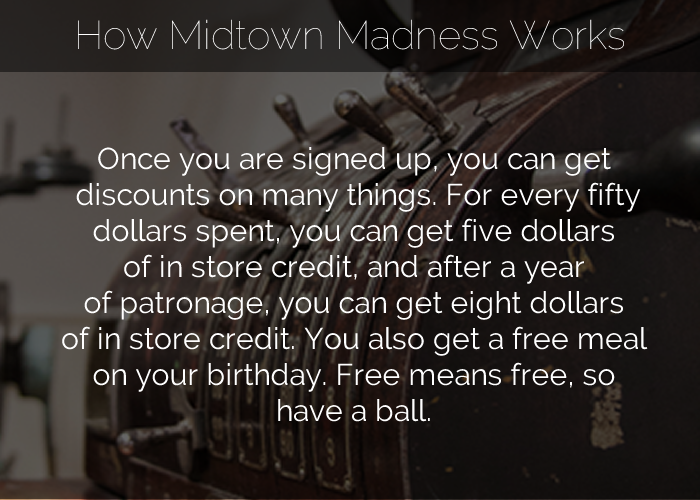 How Midtown Madness Works
Once you are signed up, you can get
discounts on many things. For every fifty
dollars spent, you can get five dollars
of in store credit, and after a year
of patronage, you can get eight dollars
of in store credit. You also get a free meal
on your birthday. Free means free, so
have a ball.